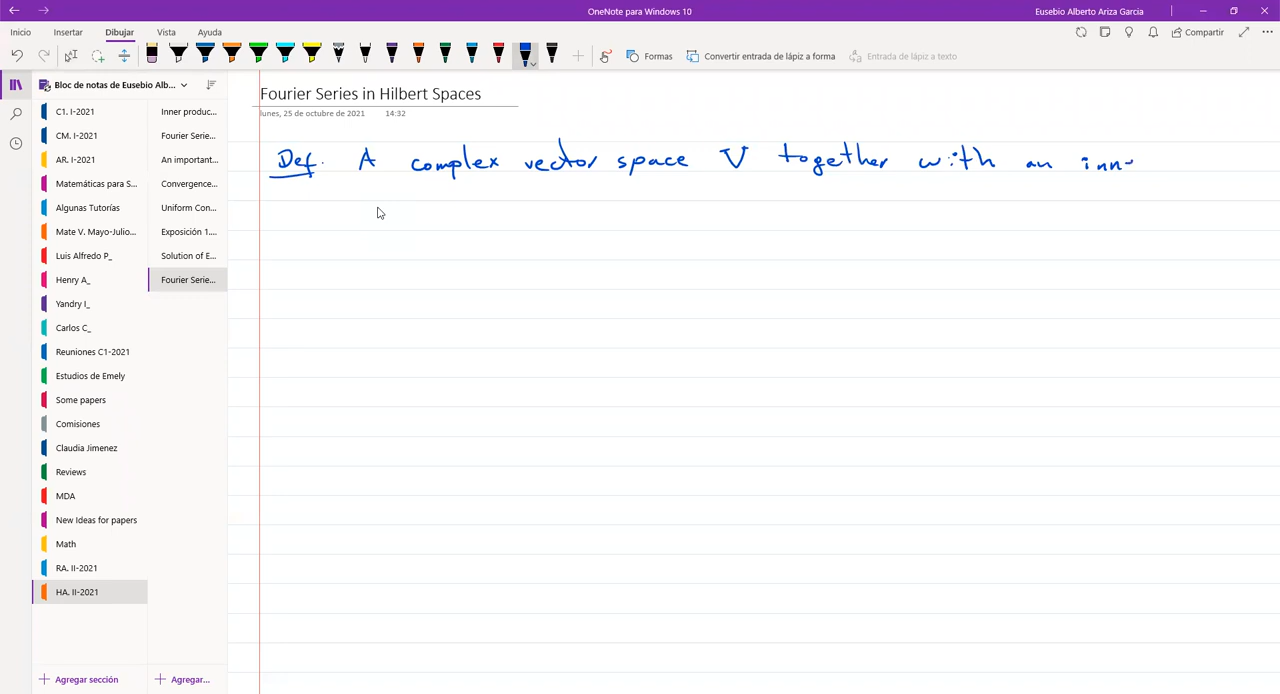 OneNote para Windows 10
Eusebio Alberto Ariza Garcia
Inicio
Insertar
Dibujar
Vista
Ayuda
Compartir
Formas
Convertir entrada de lápiz a forma
Entrada de lápiz a texto
Bloc de notas de Eusebio Alb...
C1. I-2021
CM. I-2021
AR. I-2021
Matemáticas para S...
Algunas Tutorías
Mate V. Mayo-Julio...
Luis Alfredo P_
Henry A_
Yandry I_
Carlos C_
Reuniones C1-2021
Estudios de Emely
Some papers
Comisiones
Claudia Jimenez
Reviews
MDA
New Ideas for papers
Math
RA. II-2021
HA. II-2021
Agregar sección
Inner produc...
Fourier Serie...
An important...
Convergence...
Uniform Con...
Exposición 1....
Solution of E...
Fourier Serie...
Agregar...
Fourier Series in Hilbert Spaces
lunes, 25 de octubre de 2021 14:32
Def. A complex vector space V together with an inn